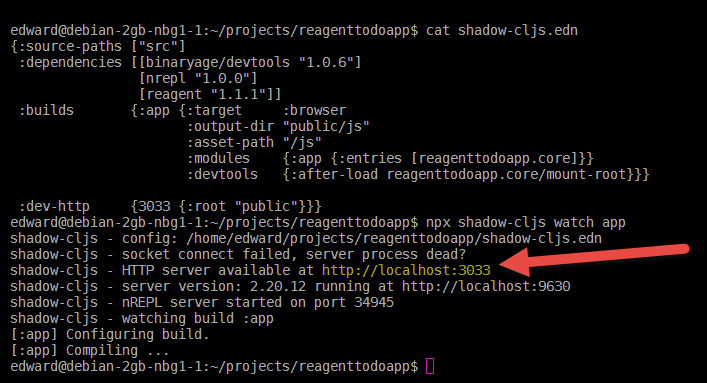 edward@debian-2gb-nbg1-1:~/projects/reagenttodoapp$ cat shadow-cljs.edn
{:source-paths ["src"]
 :dependencies [[binaryage/devtools "1.0.6"]
                [nrepl "1.0.0"]
                [reagent "1.1.1"]]
 :builds       {:app {:target     :browser
                      :output-dir "public/js"
                      :asset-path "/js"
                      :modules    {:app {:entries [reagenttodoapp.core]}}
                      :devtools   {:after-load reagenttodoapp.core/mount-root}}}
 :dev-http     {3033 {:root "public"}}}
edward@debian-2gb-nbg1-1:~/projects/reagenttodoapp$ npx shadow-cljs watch app
shadow-cljs - config: /home/edward/projects/reagenttodoapp/shadow-cljs.edn
shadow-cljs - socket connect failed, server process dead?
shadow-cljs - HTTP server available at http://localhost:3033
shadow-cljs - server version: 2.20.12 running at http://localhost:9630
shadow-cljs - nREPL server started on port 34945
shadow-cljs - watching build :app
[:app] Configuring build.
[:app] Compiling ...
edward@debian-2gb-nbg1-1:~/projects/reagenttodoapp$